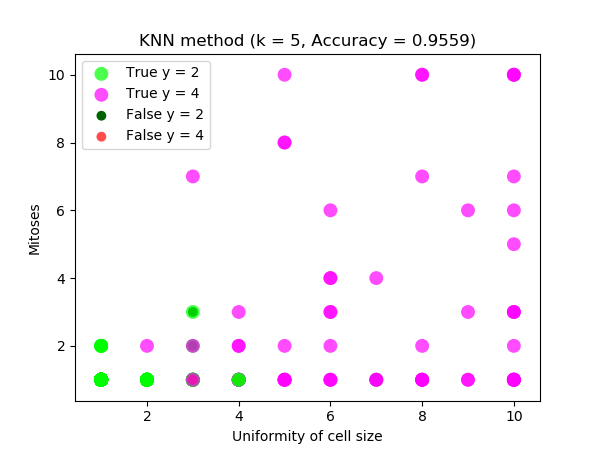 KNN method (k = 5, Accuracy = 0.9559)
True y = 2
True y = 4
False y = 2
False y = 4
10
8
6
4
2
Mitoses
2 4 6 8 10
Uniformity of cell size